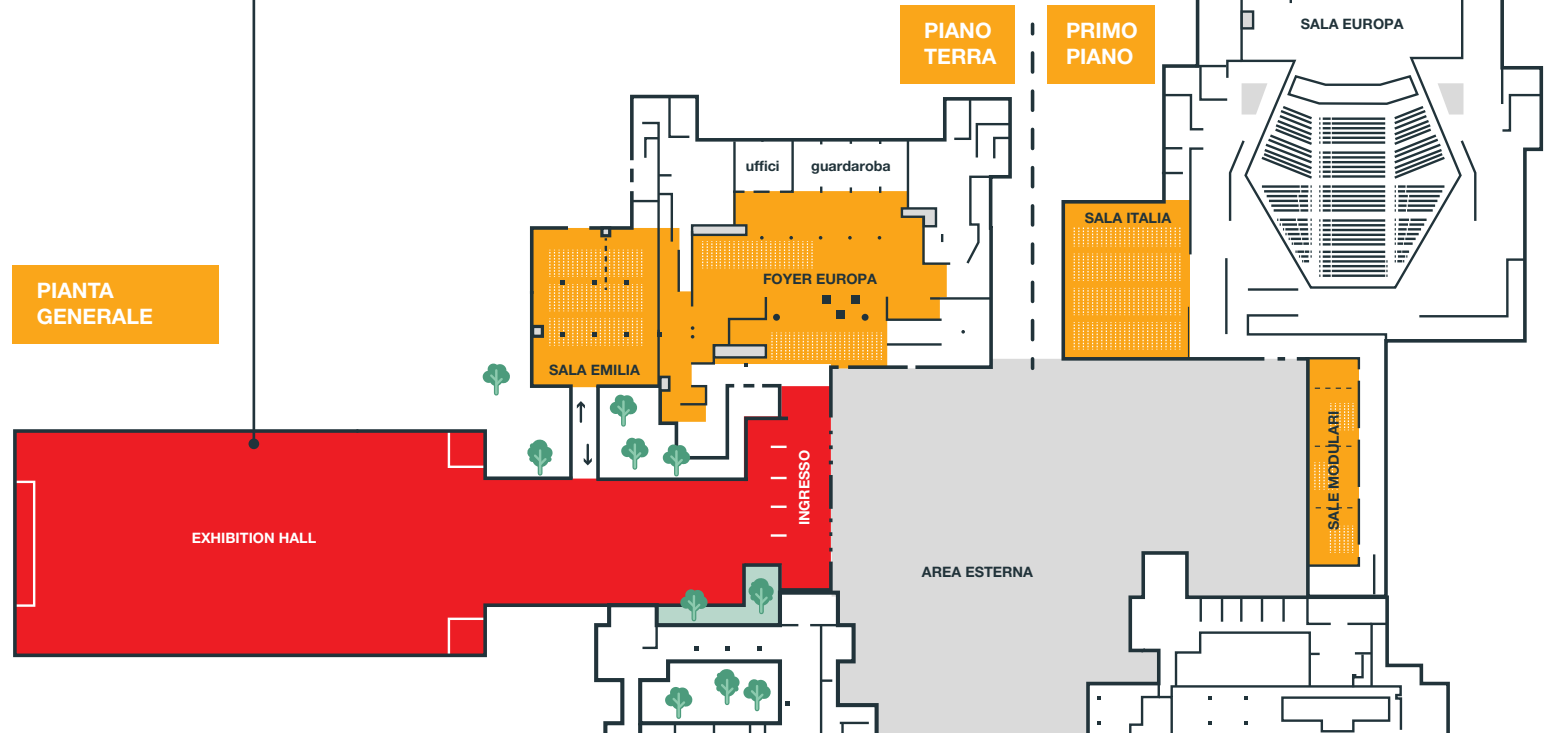 PIANO
TERRA
PRIMO
PIANO
SALA EUROPA
uffici
guardaroba
SALA ITALIA
PIANTA
GENERALE
FOYER EUROPA
SALA EMILIA
SALE MODULARI
INGRESSO
EXHIBITION HALL
AREA ESTERNA